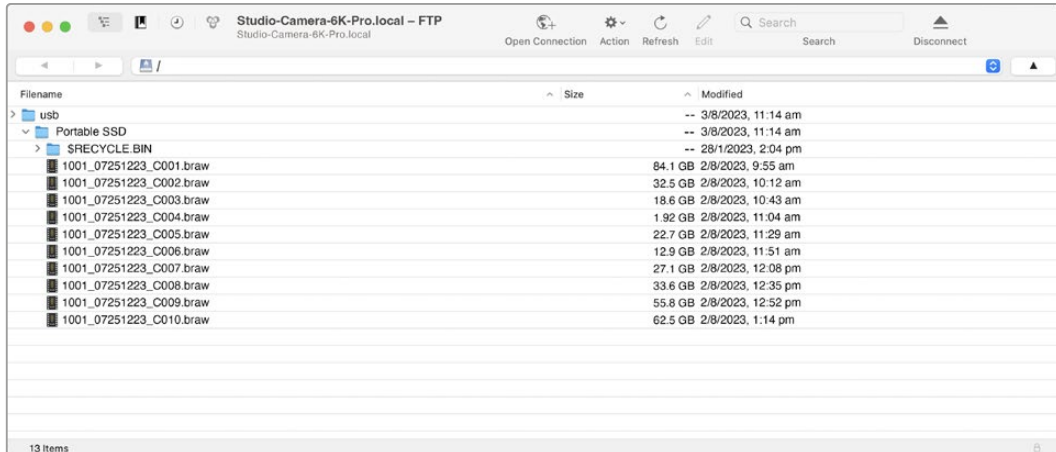 Studio-Camera-6K-Pro.local – FTP
Studio-Camera-6K-Pro.local
Open Connection Action Refresh Edit Search Search Disconnect
/
Filename Size Modified
usb -- 3/8/2023, 11:14 am
Portable SSD -- 3/8/2023, 11:14 am
$RECYCLE.BIN -- 28/1/2023, 2:04 pm
1001_07251223_C001.braw 84.1 GB 2/8/2023, 9:55 am
1001_07251223_C002.braw 32.5 GB 2/8/2023, 10:12 am
1001_07251223_C003.braw 18.6 GB 2/8/2023, 10:43 am
1001_07251223_C004.braw 1.92 GB 2/8/2023, 11:04 am
1001_07251223_C005.braw 22.7 GB 2/8/2023, 11:29 am
1001_07251223_C006.braw 12.9 GB 2/8/2023, 11:51 am
1001_07251223_C007.braw 27.1 GB 2/8/2023, 12:08 pm
1001_07251223_C008.braw 33.6 GB 2/8/2023, 12:35 pm
1001_07251223_C009.braw 55.8 GB 2/8/2023, 12:52 pm
1001_07251223_C010.braw 62.5 GB 2/8/2023, 1:14 pm
13 Items